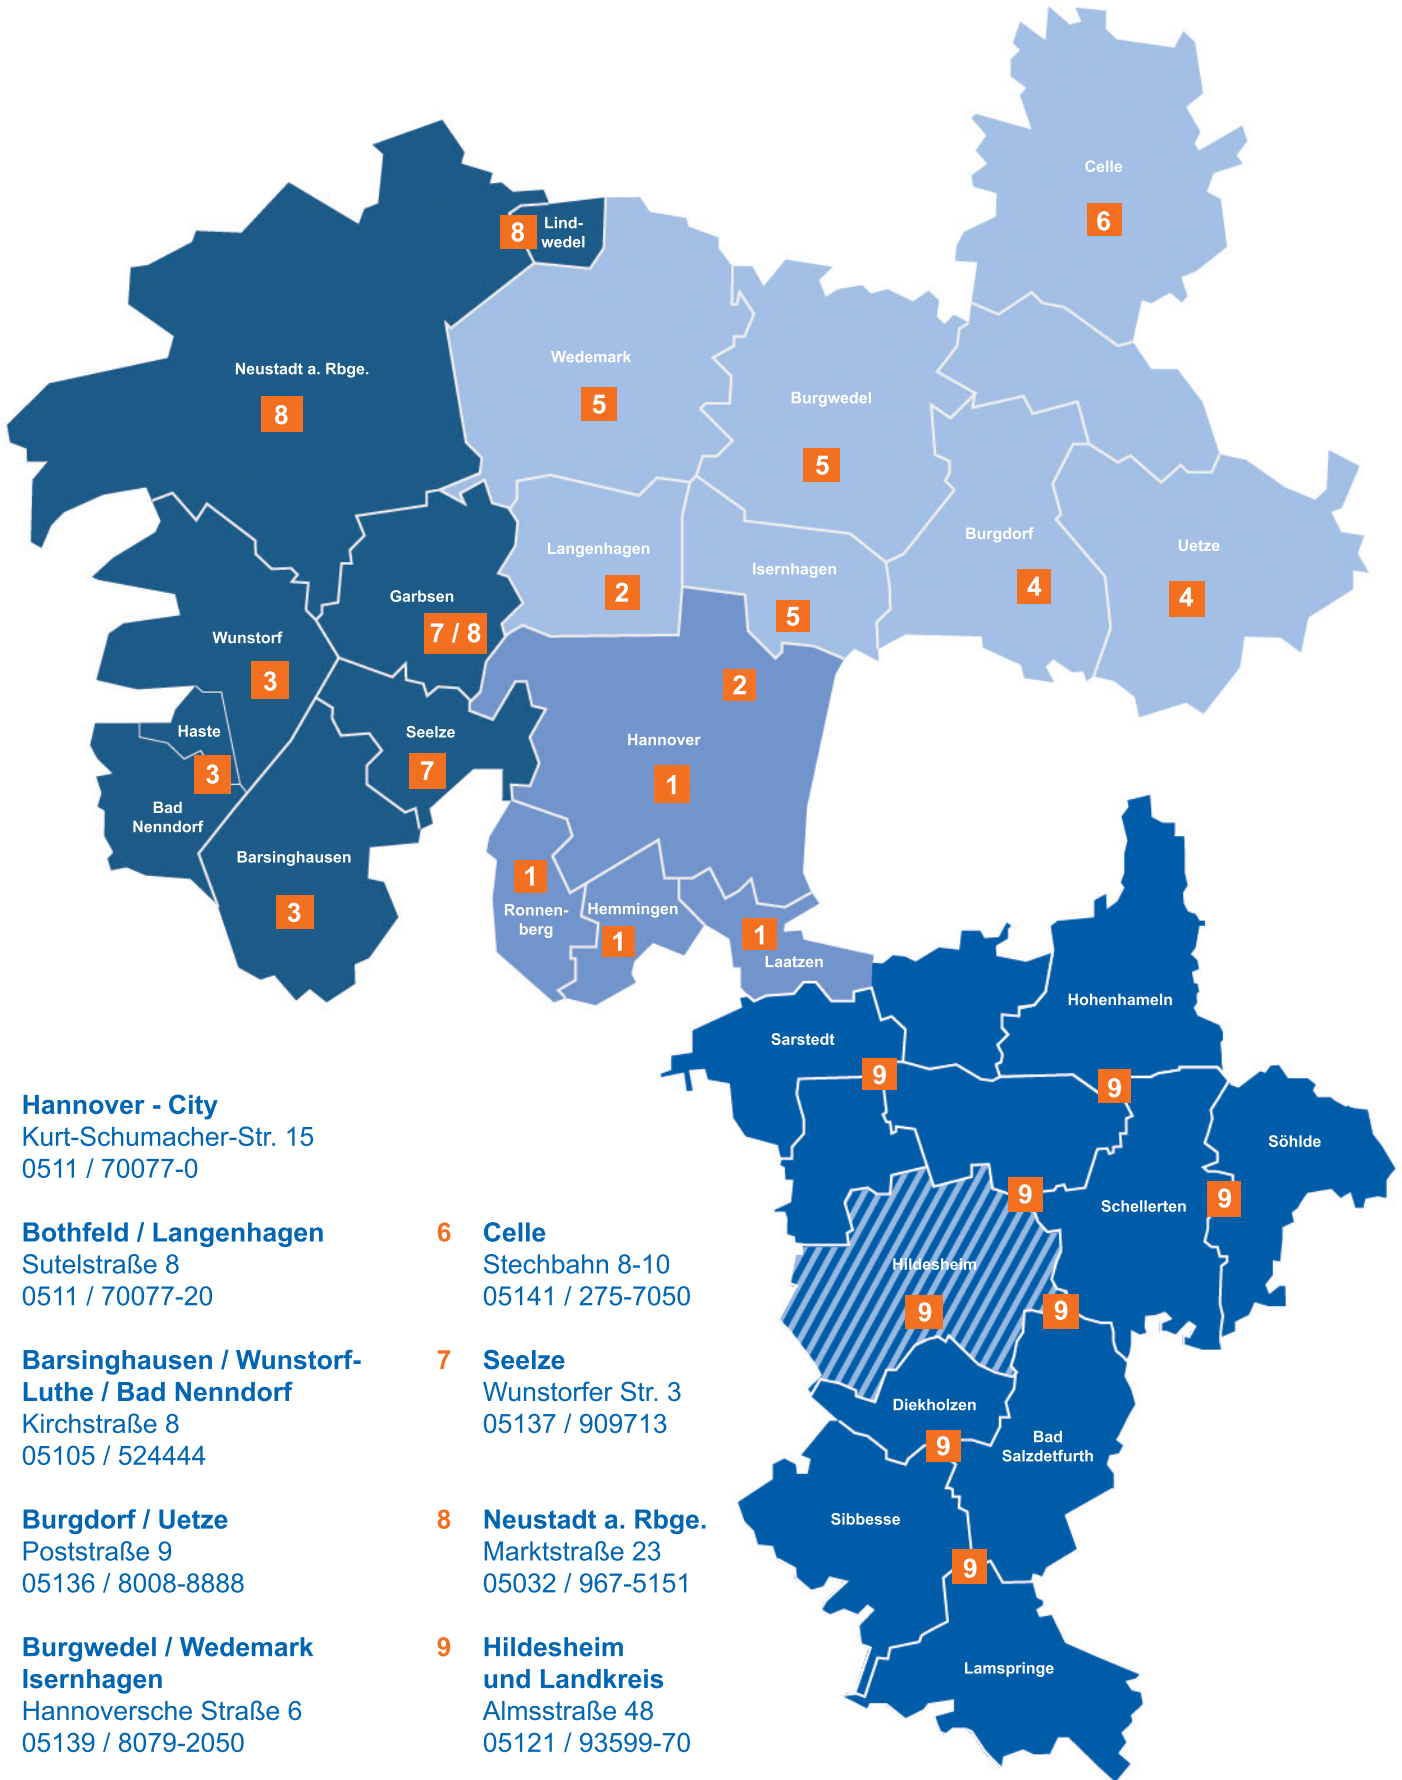 Celle
6
8
Lind-
wedel
Wedemark
5
Neustadt a. Rbge.
8
Burgwedel
5
Langenhagen
2
Isernhagen
5
Burgdorf
4
Uetze
4
Garbsen
7 / 8
Wunstorf
3
Haste
3
Bad
Nenndorf
Seelze
7
2
Hannover
1
Barsinghausen
3
1
Ronnen-
berg
Hemmingen
1
1
Laatzen
Hohenhameln
Sarstedt
9
9
Söhlde
Schellerten
9
9
Hildesheim
9
9
Diekholzen
9
Bad
Salzdetfurth
Sibbesse
9
Lamspringe
Hannover - City
Kurt-Schumacher-Str. 15
0511 / 70077-0
Bothfeld / Langenhagen
Sutelstraße 8
0511 / 70077-20
Barsinghausen / Wunstorf-
Luthe / Bad Nenndorf
Kirchstraße 8
05105 / 524444
Burgdorf / Uetze
Poststraße 9
05136 / 8008-8888
Burgwedel / Wedemark
Isernhagen
Hannoversche Straße 6
05139 / 8079-2050
6 Celle
Stechbahn 8-10
05141 / 275-7050
7 Seelze
Wunstorfer Str. 3
05137 / 909713
8 Neustadt a. Rbge.
Marktstraße 23
05032 / 967-5151
9 Hildesheim
und Landkreis
Almsstraße 48
05121 / 93599-70